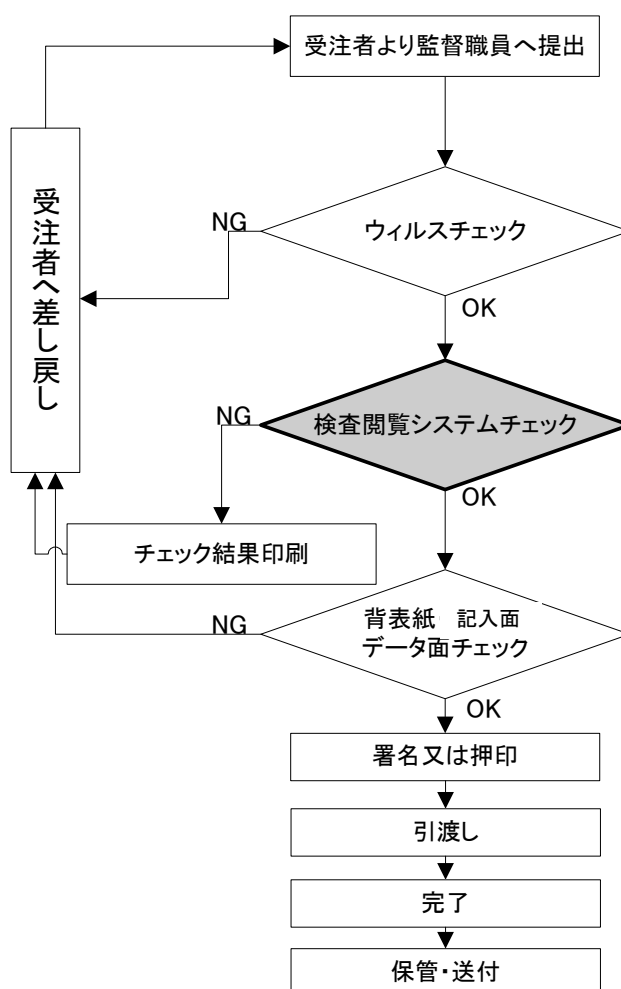 受注者より監督職員へ提出
ウィルスチェック
NG
OK
受注者へ差し戻し
検査閲覧システムチェック
NG
OK
チェック結果印刷
背表紙 記入面
データ面チェック
NG
OK
署名又は押印
引渡し
完了
保管・送付